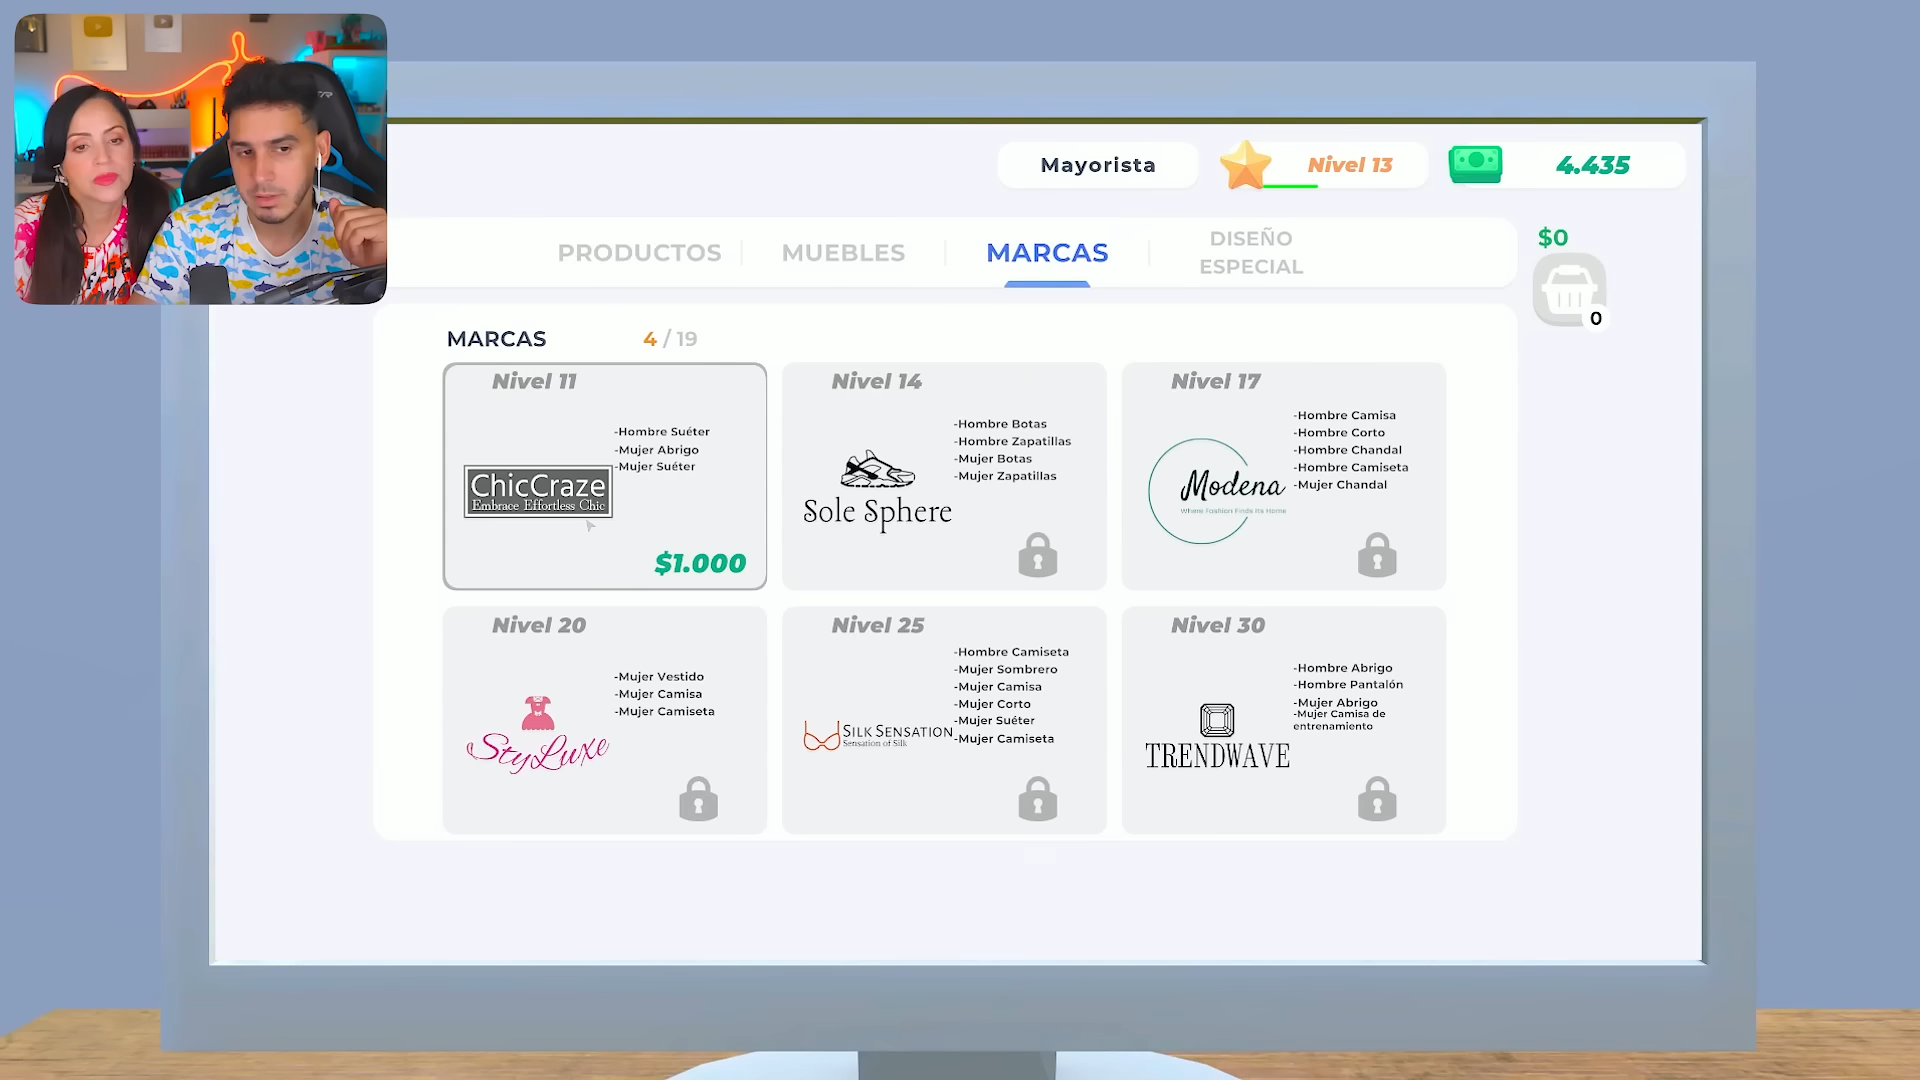 Mayorista
Nivel 13
4.435
PRODUCTOS
MUEBLES
MARCAS
DISEÑO
ESPECIAL
$0
0
MARCAS
4 / 19
Nivel 11
-Hombre Suéter
-Mujer Abrigo
-Mujer Suéter
ChicCraze
Embrace Effortless Chic
$1.000
Nivel 14
-Hombre Botas
-Hombre Zapatillas
-Mujer Botas
-Mujer Zapatillas
Sole Sphere
Nivel 17
-Hombre Camisa
-Hombre Corto
-Hombre Chandal
-Hombre Camiseta
-Mujer Chandal
Modena
Where Fashion Finds Its Home
Nivel 20
-Mujer Vestido
-Mujer Camisa
-Mujer Camiseta
StyLuxe
Nivel 25
-Hombre Camiseta
-Mujer Sombrero
-Mujer Camisa
-Mujer Corto
-Mujer Suéter
-Mujer Camiseta
SILK SENSATION
Sensation of Silk
Nivel 30
-Hombre Abrigo
-Hombre Pantalón
-Mujer Abrigo
-Mujer Camisa de
entrenamiento
TRENDWAVE